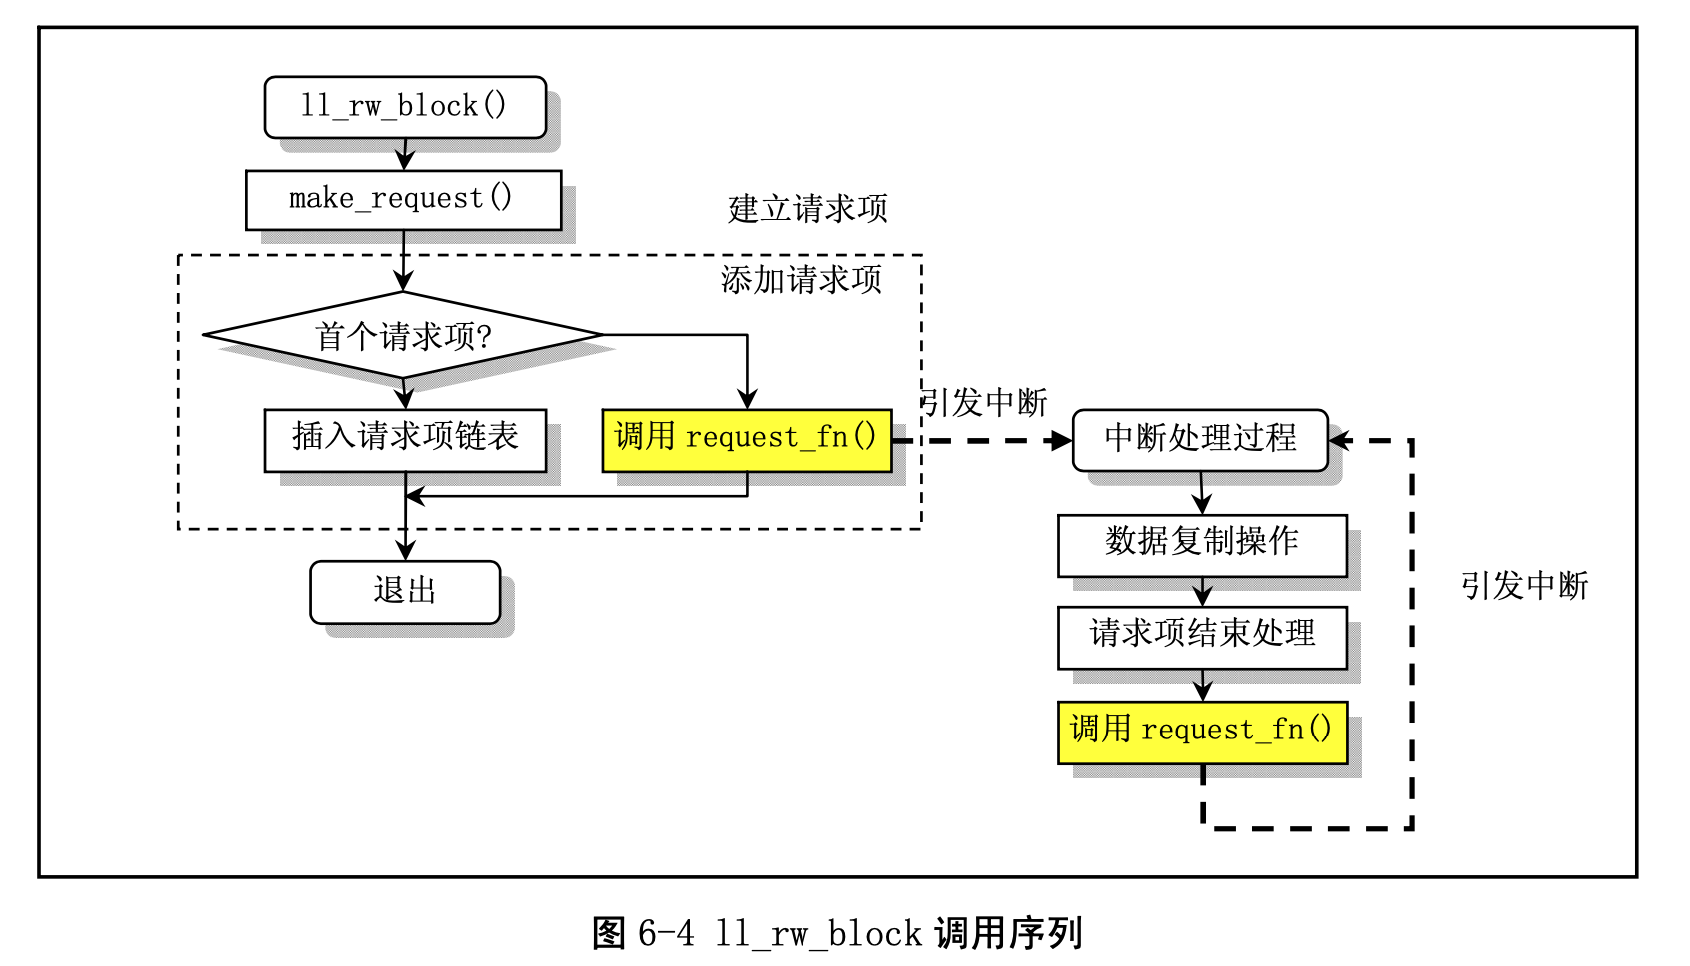 ll_rw_block()
make_request()
建立请求项
添加请求项
首个请求项?
引发中断
插入请求项链表
调用 request_fn()
中断处理过程
数据复制操作
退出
引发中断
请求项结束处理
调用 request_fn()
图 6-4 ll_rw_block 调用序列